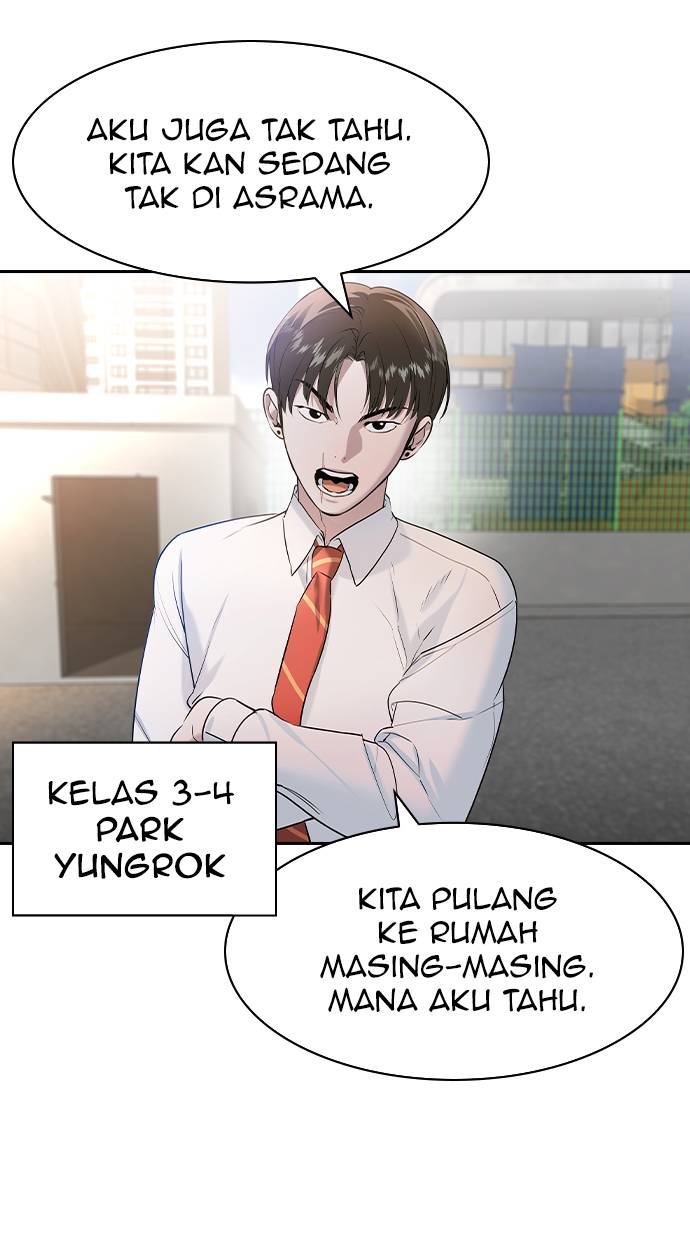 AKU JUGA TAK TAHU.
KITA KAN SEDANG
TAK DI ASRAMA.
KELAS 3-4
PARK
YUNGROK
KITA PULANG
KE RUMAH
MASING-MASING.
MANA AKU TAHU.